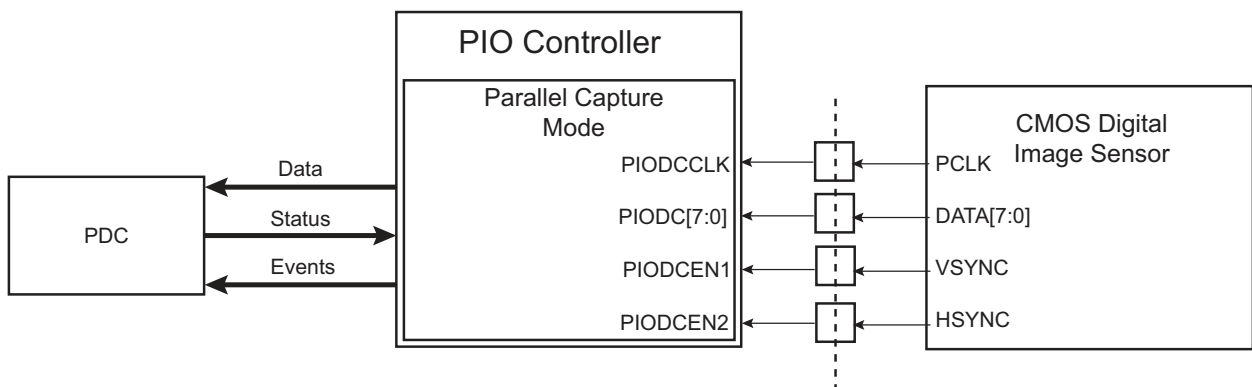 PIO Controller
Parallel Capture
Mode
PIODCCLK
PIODC[7:0]
PIODCEN1
PIODCEN2
Data
Status
Events
PDC
CMOS Digital
Image Sensor
PCLK
DATA[7:0]
VSYNC
HSYNC